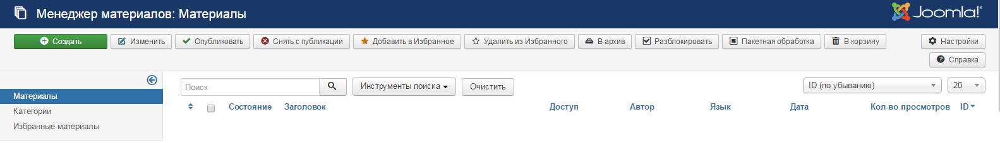 Менеджер материалов: Материалы
Joomla!®
Создать Изменить Опубликовать Снять с публикации Добавить в Избранное Удалить из Избранного В архив Разблокировать Пакетная обработка В корзину Настройки
Справка
Поиск Инструменты поиска Очистить ID (по убыванию) 20
Материалы
Категории
Избранные материалы
Состояние Заголовок Доступ Автор Язык Дата Кол-во просмотров ID